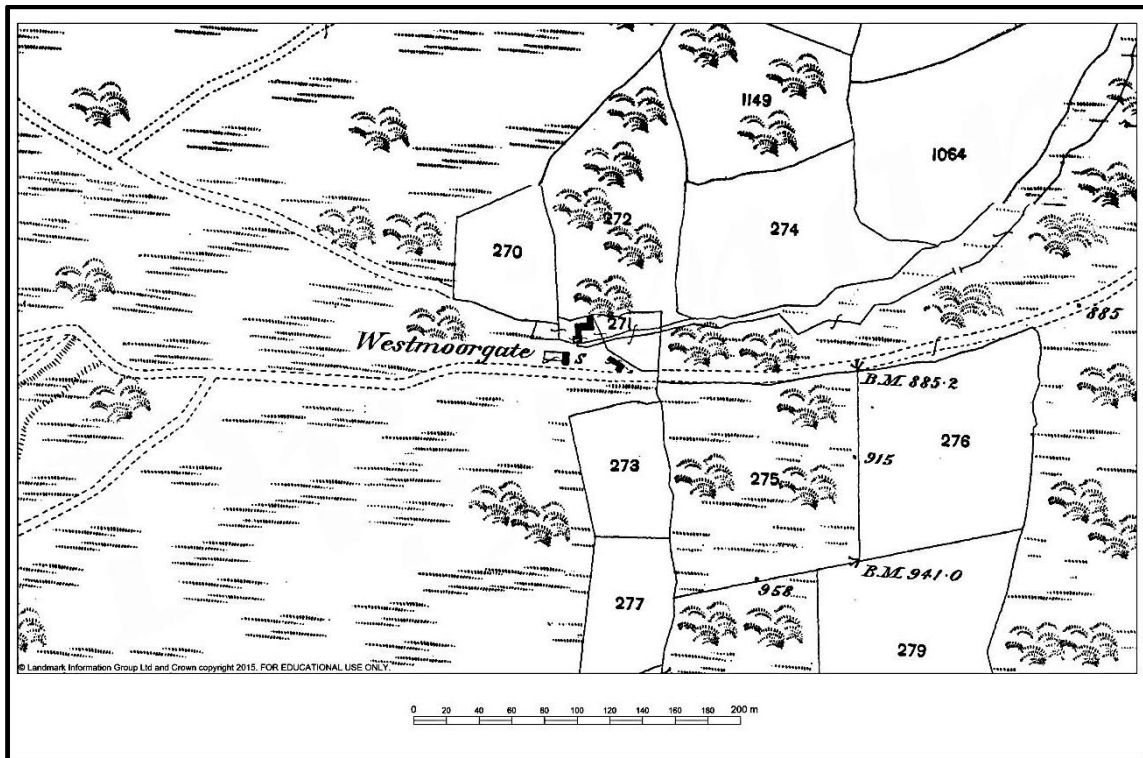 1149
1064
272
274
270
271
885
Westmoorgate
S
B.M. 885·2
276
915
273
275
B.M. 941·0
958
277
279
© Landmark Information Group Ltd and Crown copyright 2015. FOR EDUCATIONAL USE ONLY.
0 20 40 60 80 100 120 140 160 180 200 m